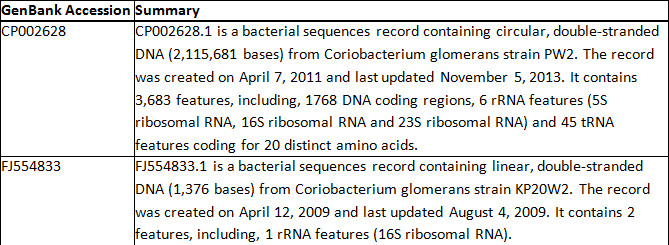 GenBank Accession Summary
CP002628 CP002628.1 is a bacterial sequences record containing circular, double-stranded
DNA (2,115,681 bases) from Coriobacterium glomerans strain PW2. The record
was created on April 7, 2011 and last updated November 5, 2013. It contains
3,683 features, including, 1768 DNA coding regions, 6 rRNA features (5S
ribosomal RNA, 16S ribosomal RNA and 23S ribosomal RNA) and 45 tRNA
features coding for 20 distinct amino acids.
FJ554833 FJ554833.1 is a bacterial sequences record containing linear, double-stranded
DNA (1,376 bases) from Coriobacterium glomerans strain KP20W2. The record
was created on April 12, 2009 and last updated August 4, 2009. It contains 2
features, including, 1 rRNA features (16S ribosomal RNA).